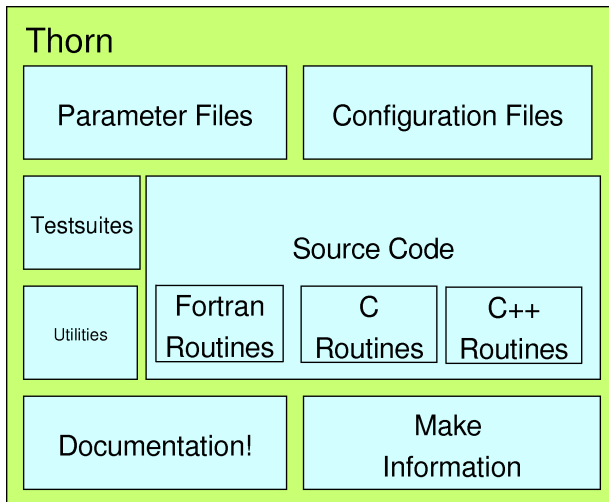 Thorn
Parameter Files
Configuration Files
Testsuites
Source Code
Utilities
Fortran
Routines
C
Routines
C++
Routines
Documentation!
Make
Information